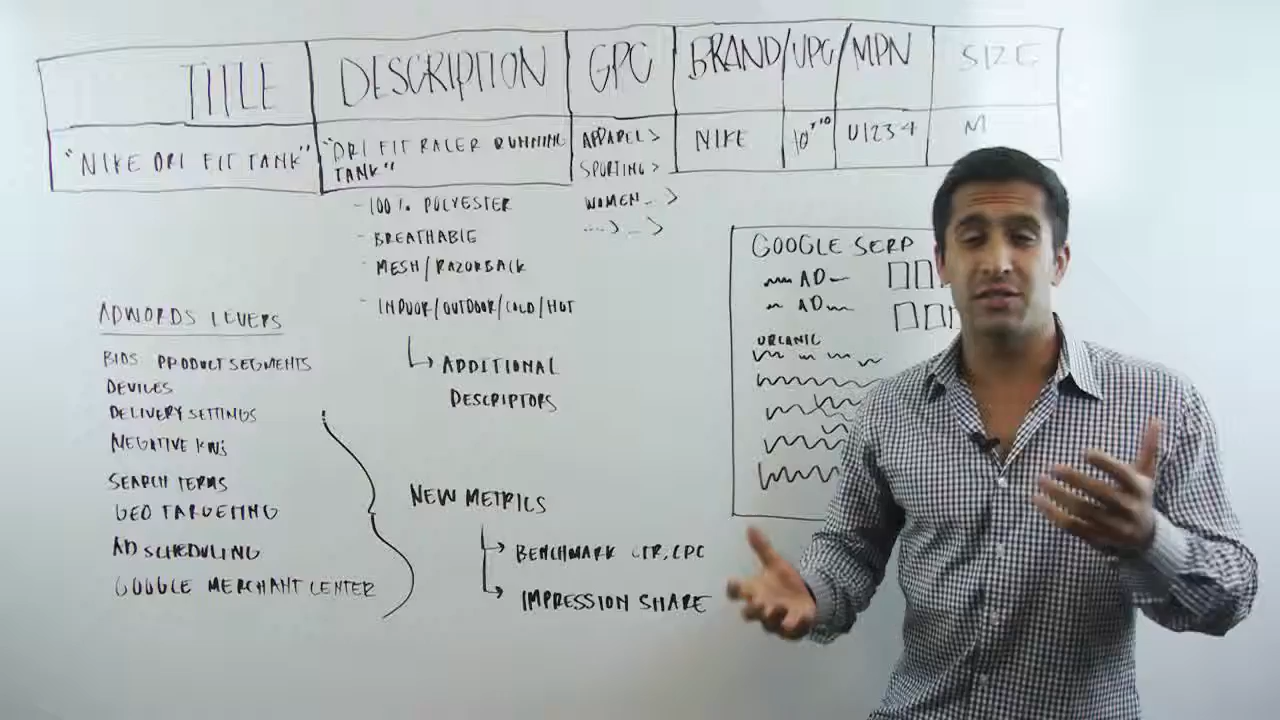 TITLE
DESCRIPTION
GPC
BRAND/UPC/MPN
SIZE
"NIKE DRI FIT TANK"
"DRI FIT RACER RUNNING
TANK"
APPAREL>
SPORTING>
WOMEN...>
....>...>
NIKE
01234
M
- 100% POLYESTER
- BREATHABLE
- MESH/RAZORBACK
- INDOOR/OUTDOOR/COLD/HOT
ADDITIONAL
DESCRIPTORS
ADWORDS LEVERS
BIDS PRODUCT SEGMENTS
DEVICES
DELIVERY SETTINGS
NEGATIVE KWs
SEARCH TERMS
GEO TARGETING
AD SCHEDULING
GOOGLE MERCHANT CENTER
NEW METRICS
BENCHMARK CTR, CPC
IMPRESSION SHARE
GOOGLE SERP
AD
AD
ORGANIC